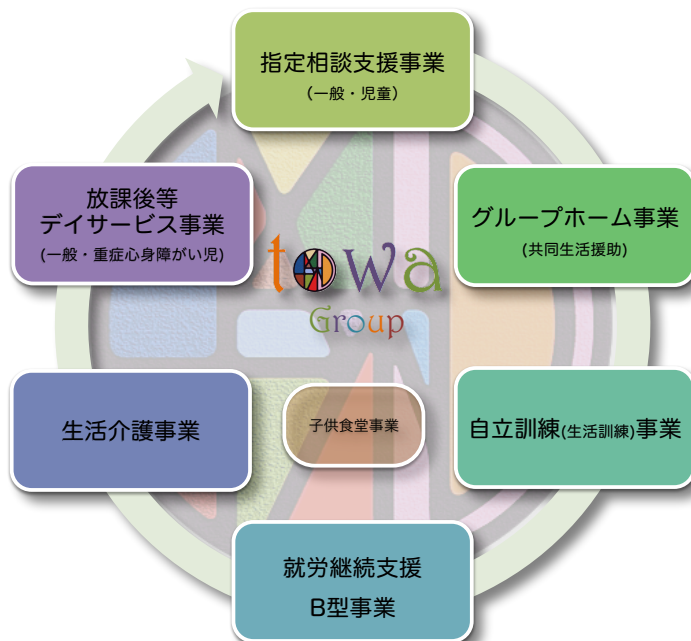 指定相談支援事業
(一般・児童)
放課後等
デイサービス事業
(一般・重症心身障がい児)
グループホーム事業
(共同生活援助)
towa
Group
生活介護事業
子供食堂事業
自立訓練(生活訓練)事業
就労継続支援
B型事業